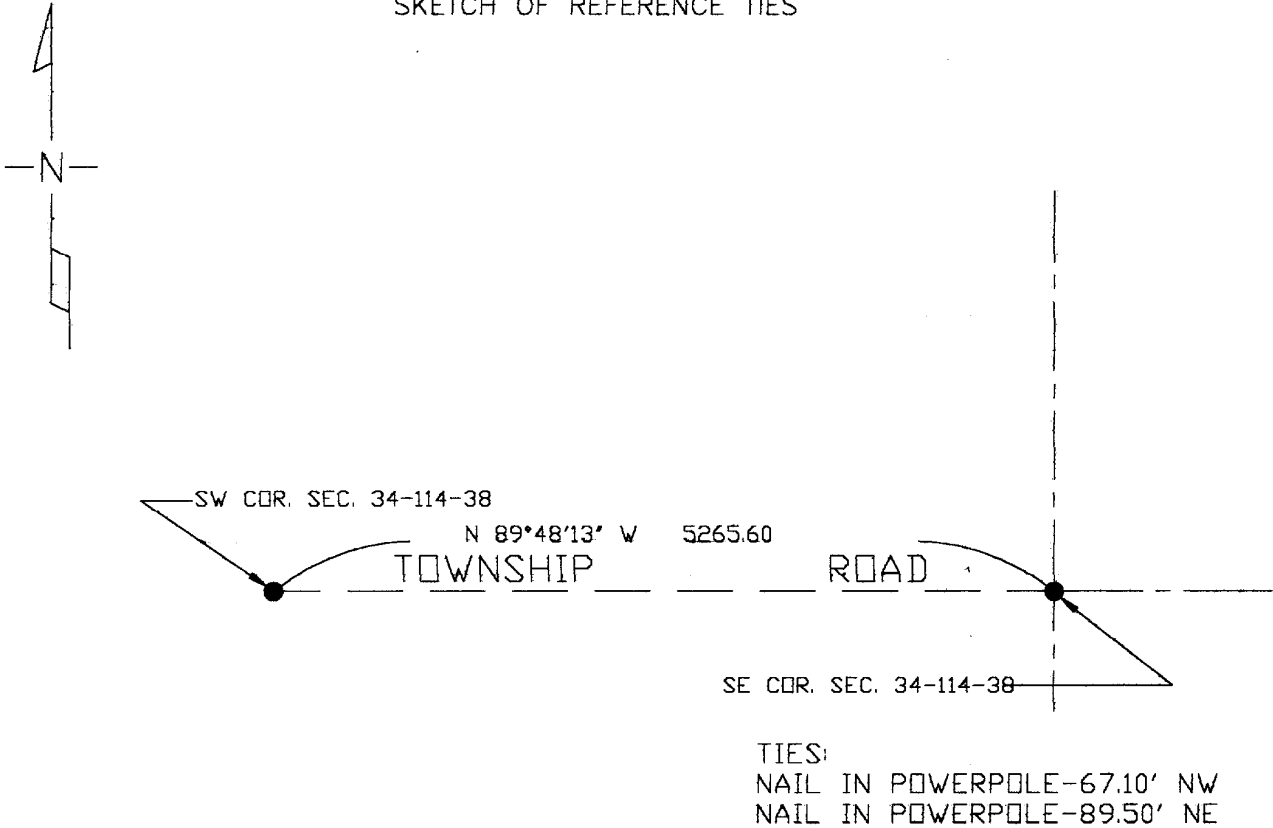 SKETCH OF REFERENCE TIES
N
SW COR. SEC. 34-114-38
N 89°48'13" W 5265.60
TOWNSHIP ROAD
SE COR. SEC. 34-114-38
TIES:
NAIL IN POWERPOLE-67.10' NW
NAIL IN POWERPOLE-89.50' NE